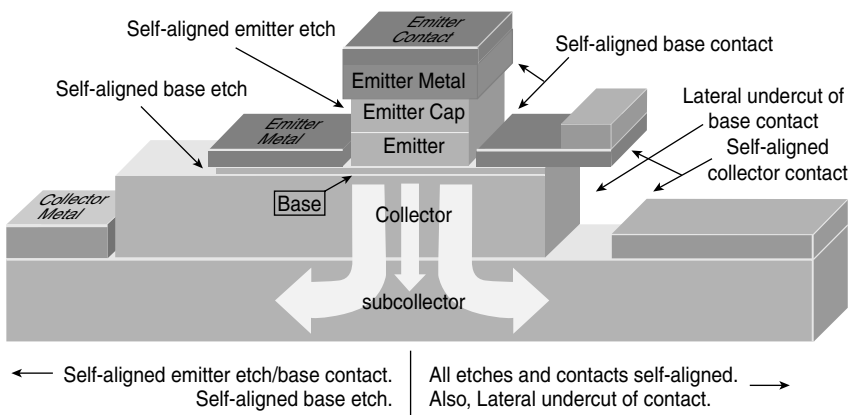 Self-aligned emitter etch
Emitter
Contact
Self-aligned base contact
Self-aligned base etch
Emitter Metal
Emitter Cap
Emitter
Emitter
Metal
Lateral undercut of
base contact
Self-aligned
collector contact
Collector
Metal
Base
Collector
subcollector
Self-aligned emitter etch/base contact.
Self-aligned base etch.
All etches and contacts self-aligned.
Also, Lateral undercut of contact.